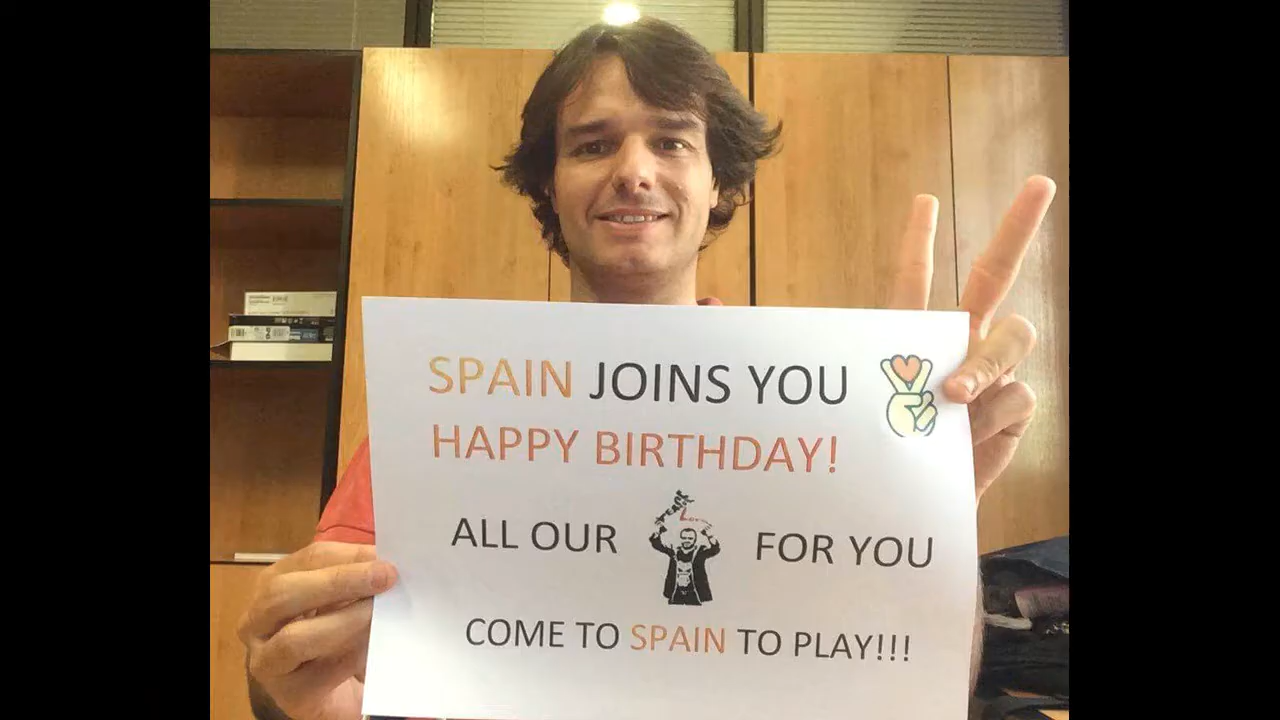 SPAIN JOINS YOU
HAPPY BIRTHDAY!
ALL OUR FOR YOU
COME TO SPAIN TO PLAY!!!